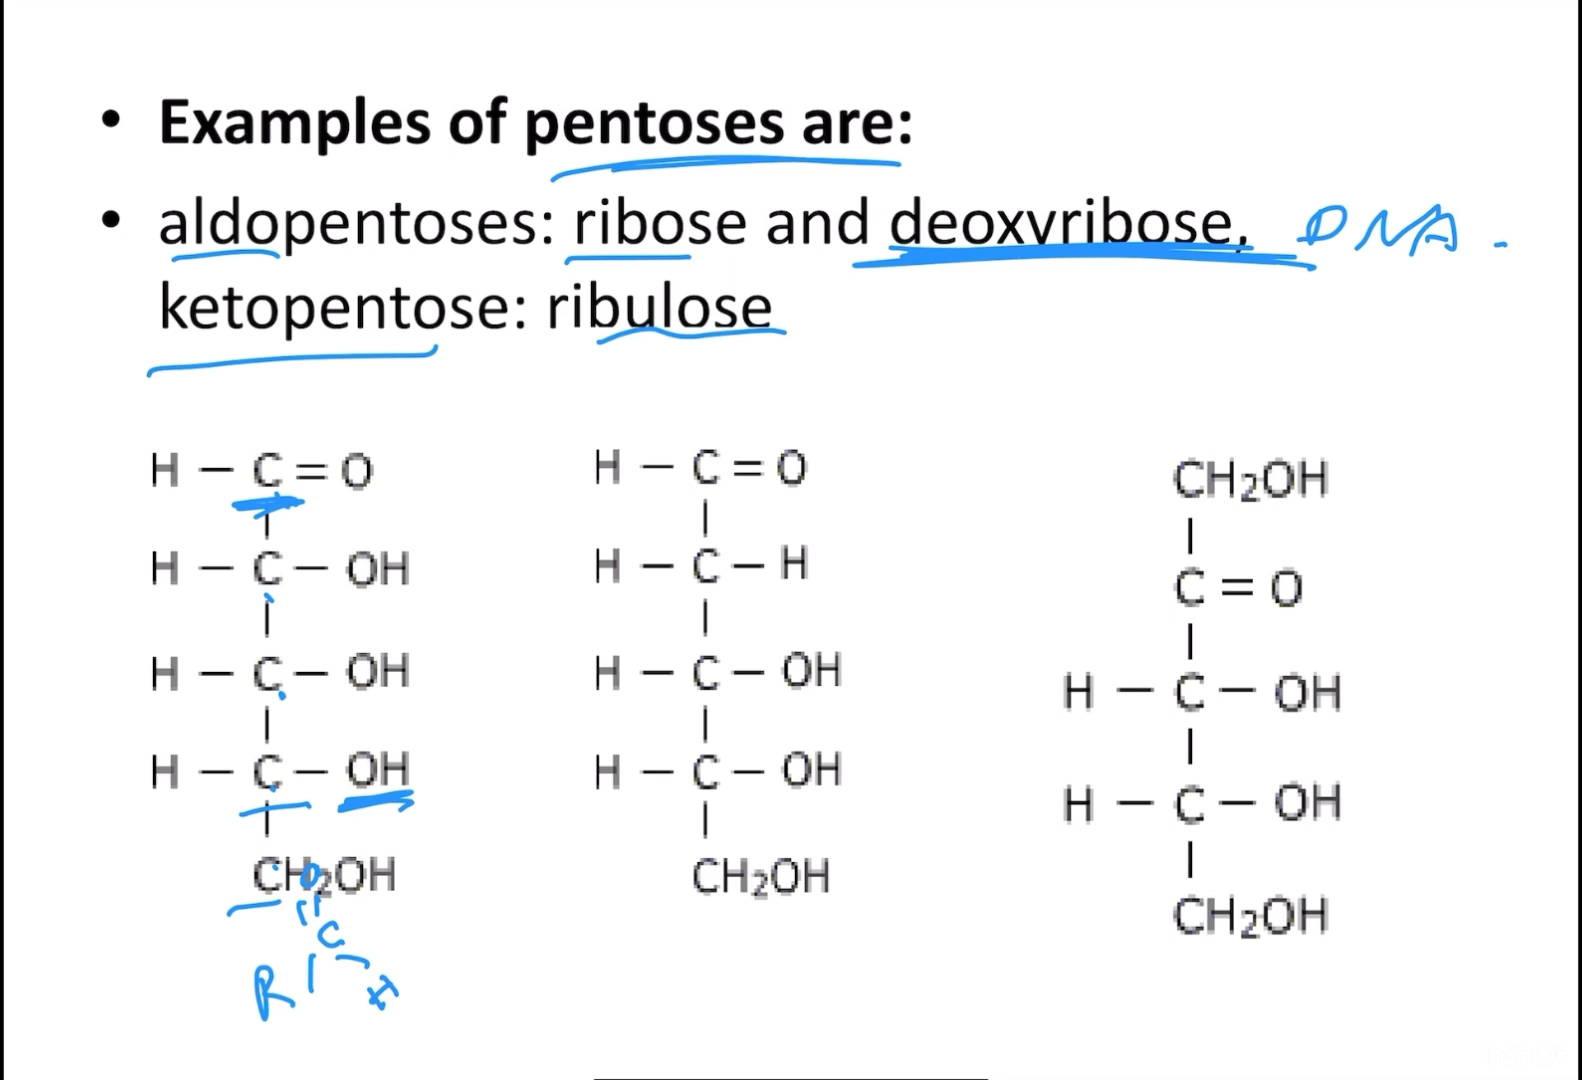 • Examples of pentoses are:
• aldopentoses: ribose and deoxyribose, DNA.
ketopentose: ribulose
H – C = O
H – C – OH
H – C – OH
H – C – OH
CH2OH
O
C
R H
H – C = O
H – C – H
H – C – OH
H – C – OH
CH2OH
CH2OH
C = O
H – C – OH
H – C – OH
CH2OH